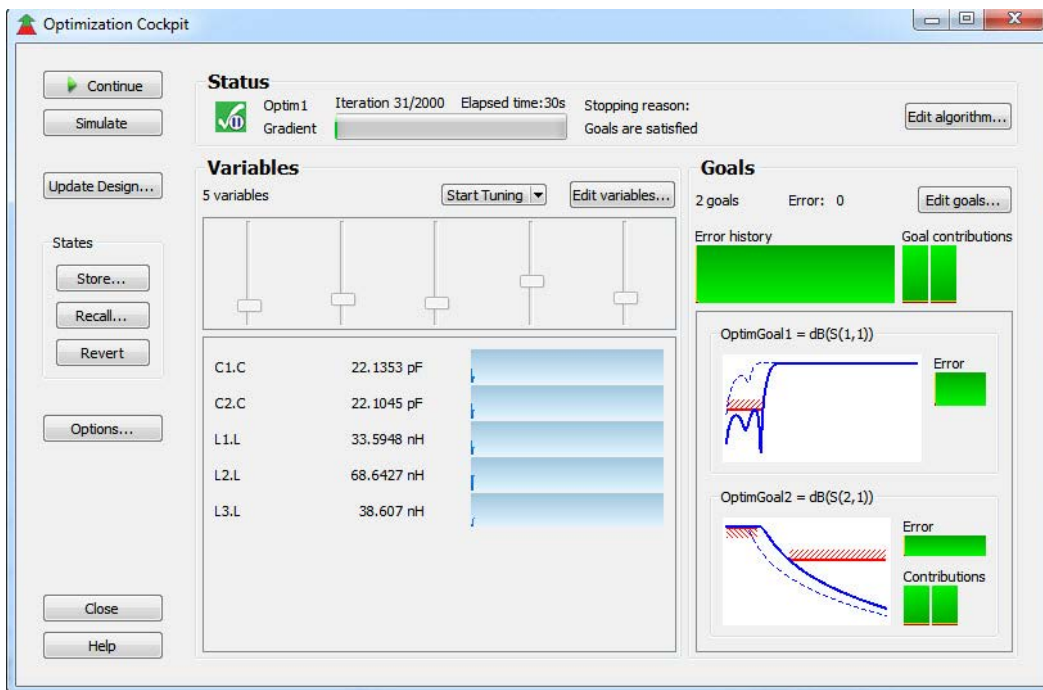 Optimization Cockpit
Continue
Simulate
Update Design...
States
Store...
Recall...
Revert
Options...
Close
Help
Status
Optim1 Iteration 31/2000 Elapsed time:30s Stopping reason:
Gradient Goals are satisfied
Edit algorithm...
Variables
5 variables Start Tuning Edit variables...
C1.C 22.1353 pF
C2.C 22.1045 pF
L1.L 33.5948 nH
L2.L 68.6427 nH
L3.L 38.607 nH
Goals
2 goals Error: 0 Edit goals...
Error history Goal contributions
OptimGoal1 = dB(S(1,1))
Error
OptimGoal2 = dB(S(2,1))
Error
Contributions